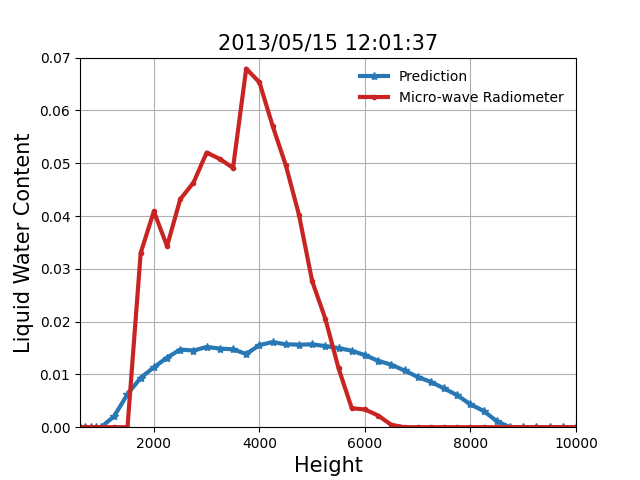 2013/05/15 12:01:37
Prediction
Micro-wave Radiometer
Liquid Water Content
0.07
0.06
0.05
0.04
0.03
0.02
0.01
0.00
2000 4000 6000 8000 10000
Height